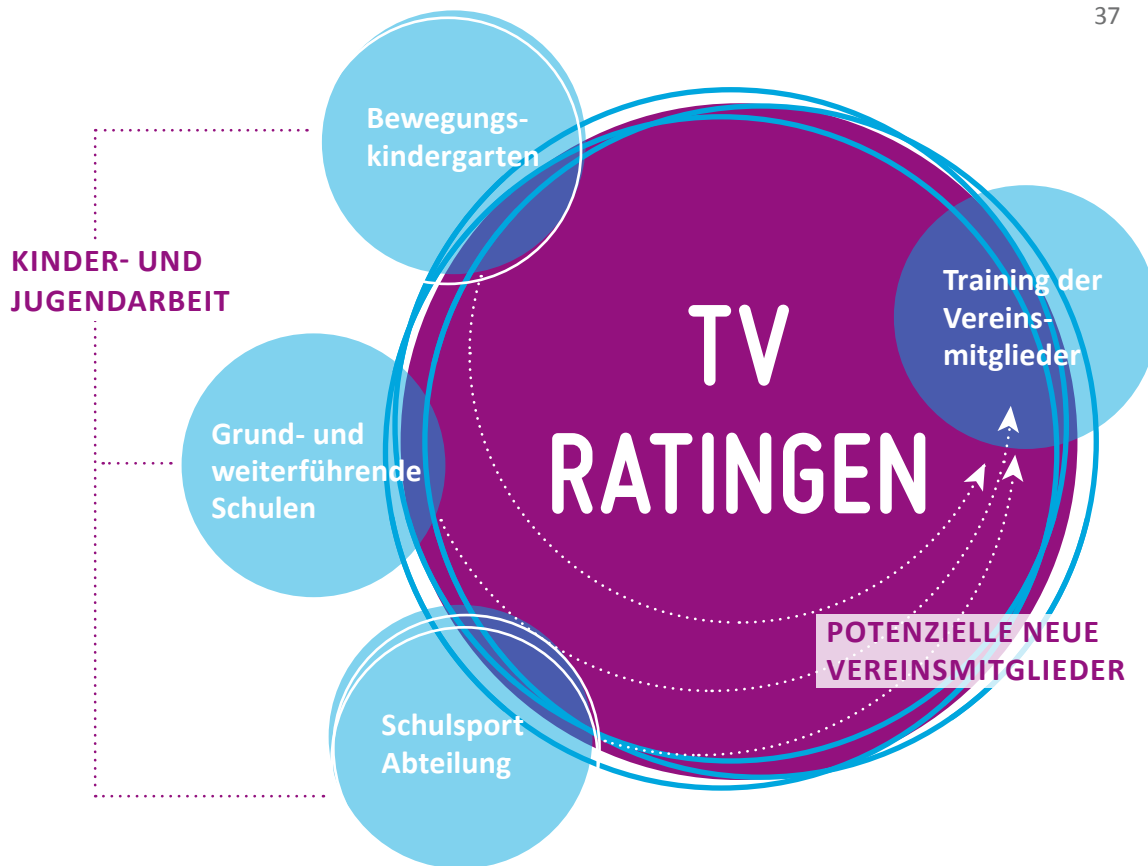 37
Bewegungs-
kindergarten
KINDER- UND
JUGENDARBEIT
Training der
Vereins-
mitglieder
TV
RATINGEN
Grund- und
weiterführende
Schulen
POTENZIELLE NEUE
VEREINSMITGLIEDER
Schulsport
Abteilung